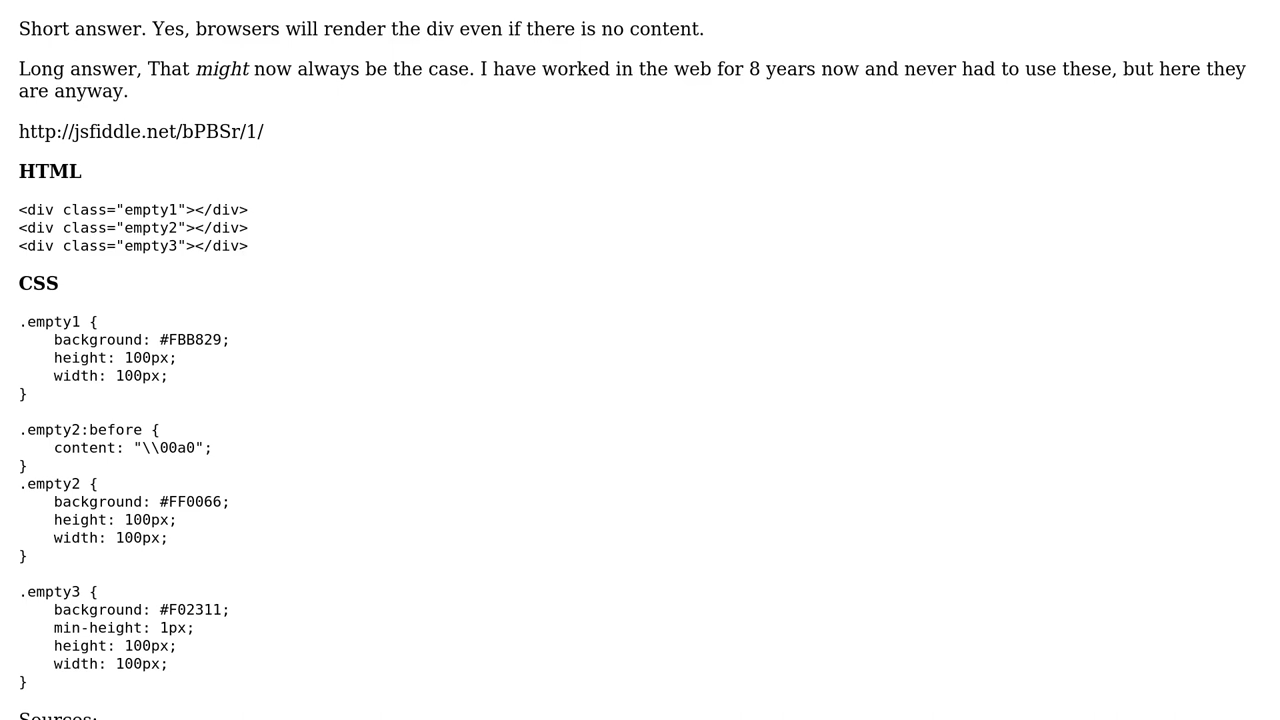 Short answer. Yes, browsers will render the div even if there is no content.
Long answer, That might now always be the case. I have worked in the web for 8 years now and never had to use these, but here they
are anyway.
http://jsfiddle.net/bPBSr/1/
HTML
<div class="empty1"></div>
<div class="empty2"></div>
<div class="empty3"></div>
CSS
.empty1 {
    background: #FBB829;
    height: 100px;
    width: 100px;
}
.empty2:before {
    content: "\\00a0";
}
.empty2 {
    background: #FF0066;
    height: 100px;
    width: 100px;
}
.empty3 {
    background: #F02311;
    min-height: 1px;
    height: 100px;
    width: 100px;
}
Sources: